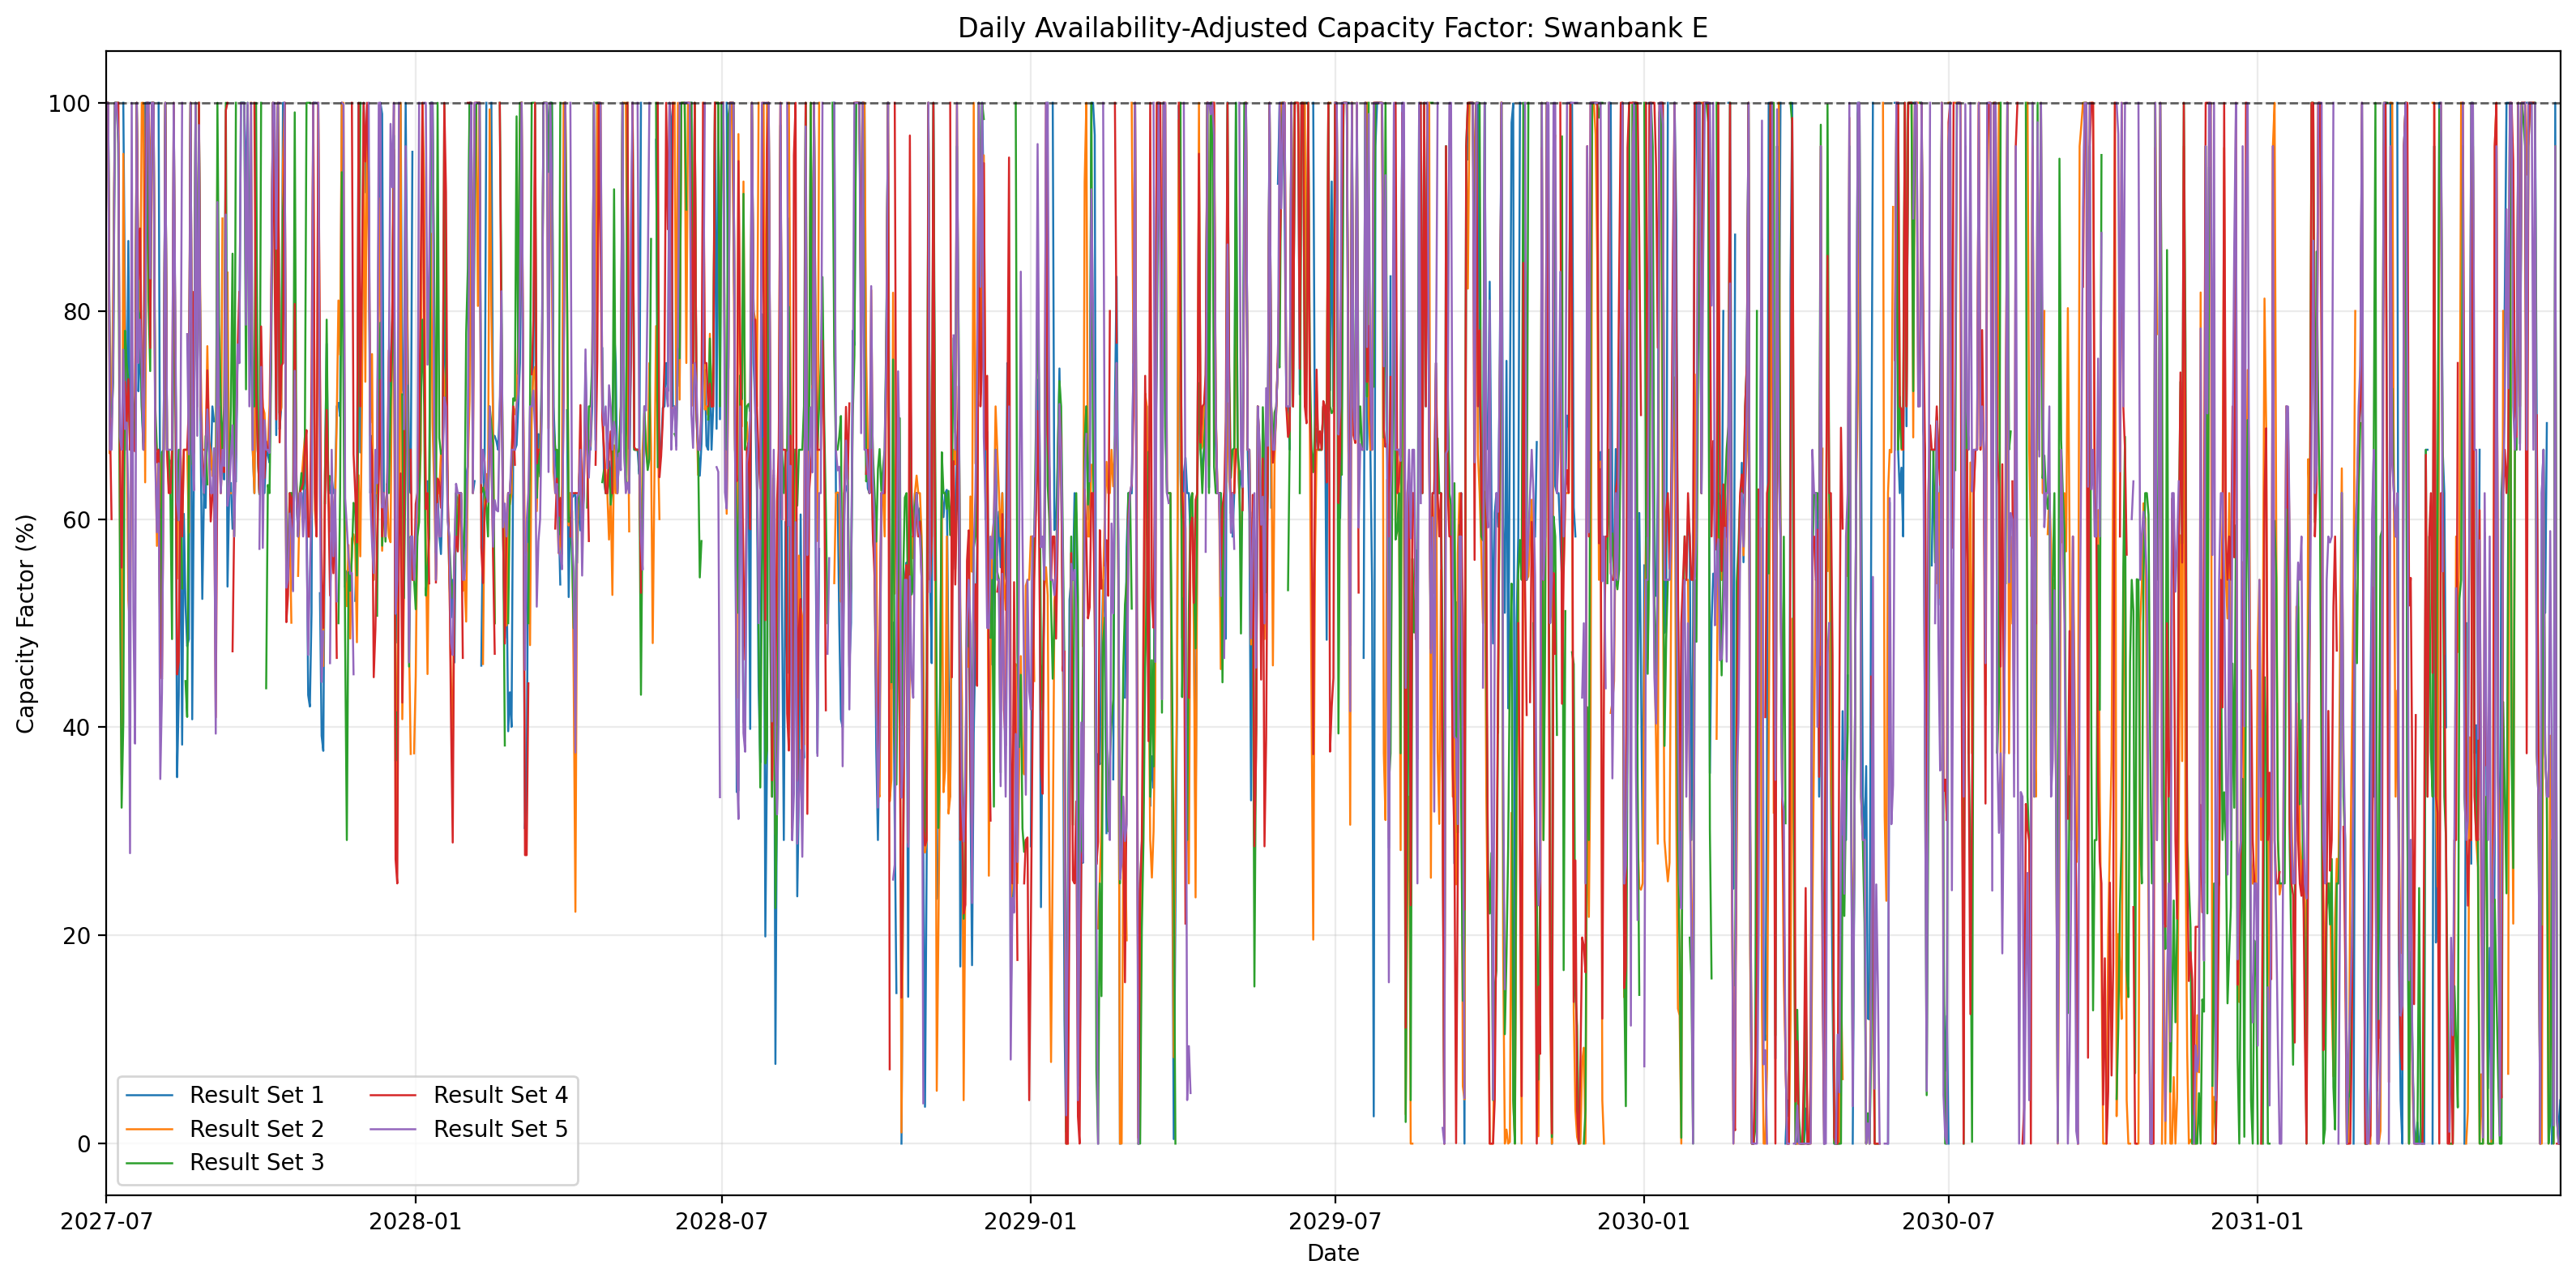 Daily Availability-Adjusted Capacity Factor: Swanbank E
Capacity Factor (%)
100
80
60
40
20
0
Result Set 1
Result Set 2
Result Set 3
Result Set 4
Result Set 5
2027-07
2028-01
2028-07
2029-01
2029-07
2030-01
2030-07
2031-01
Date